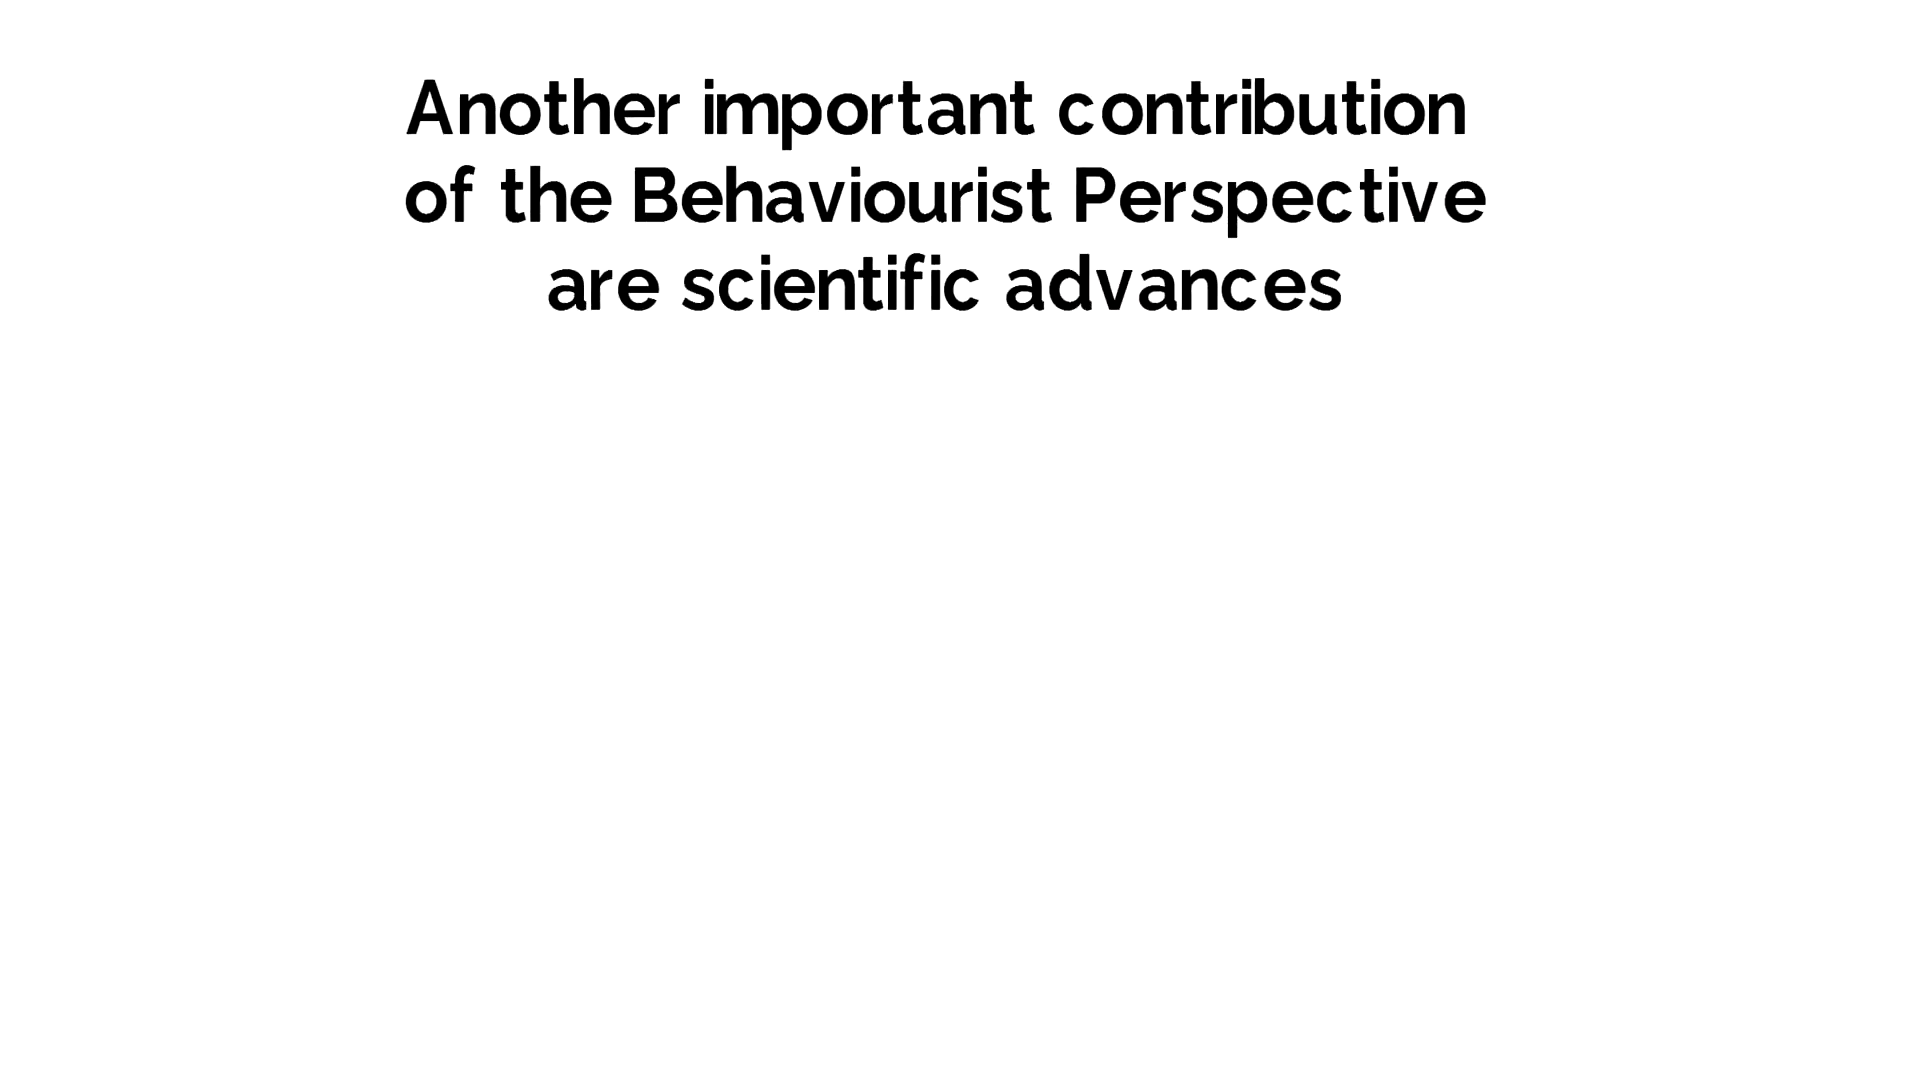 Another important contribution
of the Behaviourist Perspective
are scientific advances